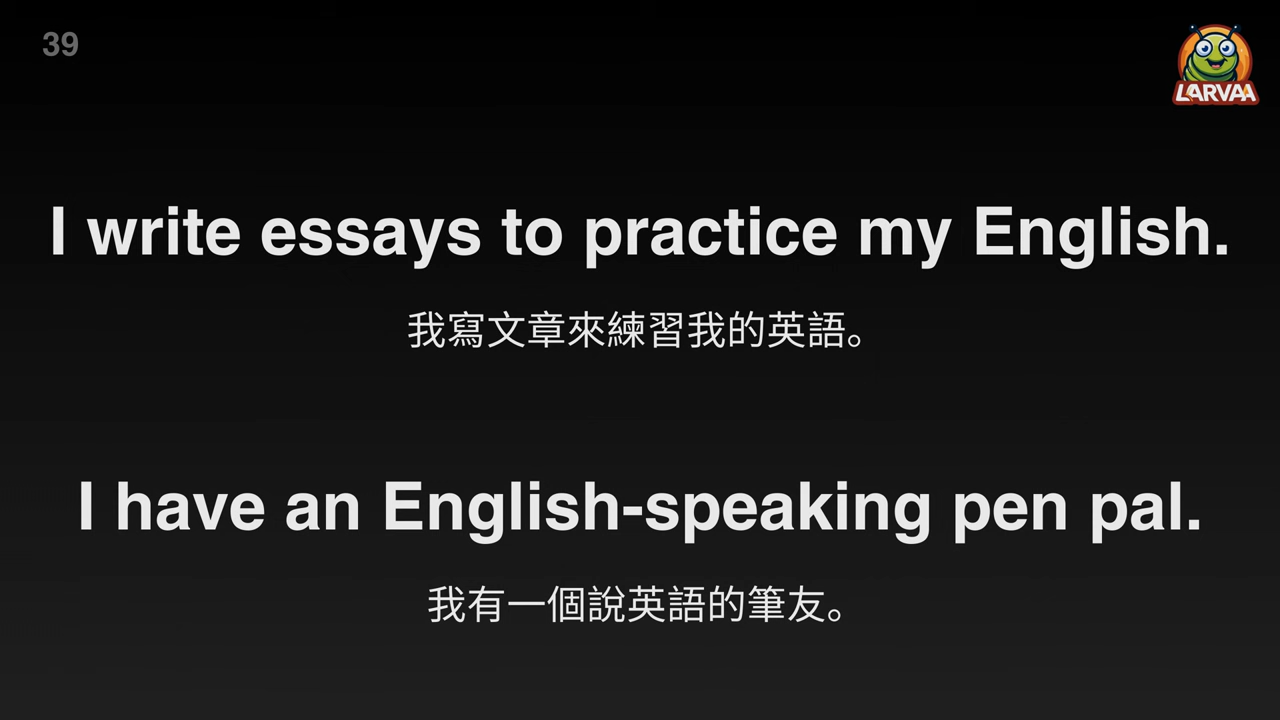 39
LARVAA
I write essays to practice my English.
我寫文章來練習我的英語。
I have an English-speaking pen pal.
我有一個說英語的筆友。